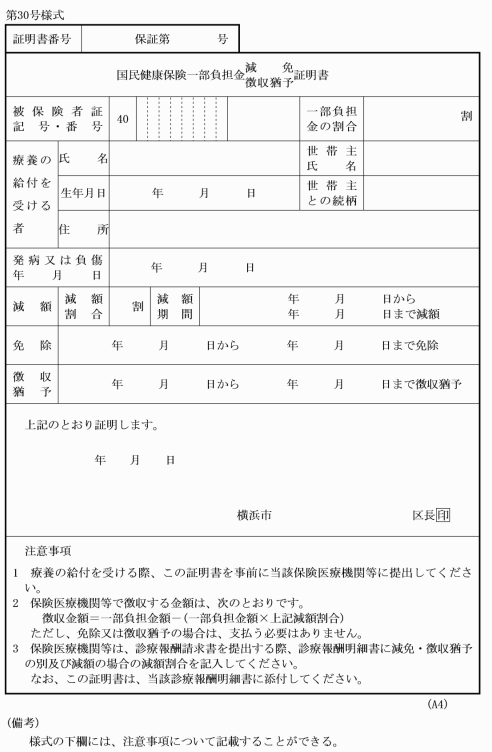 第30号様式
証明書番号 保証第 号
国民健康保険一部負担金減免徴収猶予証明書
被保険者証
記号・番号
40
一部負担
金の割合
割
療養の
給付を
受ける
者
氏名
世帯主
氏名
生年月日 年 月 日
世帯主
との続柄
住所
発病又は負傷
年月日
年 月 日
減額
減額
割合
割
減額
期間
年 月 日から
年 月 日まで減額
免除 年 月 日から 年 月 日まで免除
徴収
猶予
年 月 日から 年 月 日まで徴収猶予
上記のとおり証明します。
年 月 日
横浜市 区長印
注意事項
1 療養の給付を受ける際、この証明書を事前に当該保険医療機関等に提出してくださ
い。
2 保険医療機関等で徴収する金額は、次のとおりです。
徴収金額=一部負担金額-(一部負担金額×上記減額割合)
ただし、免除又は徴収猶予の場合は、支払う必要はありません。
3 保険医療機関等は、診療報酬請求書を提出する際、診療報酬明細書に減免・徴収猶予
の別及び減額の場合の減額割合を記入してください。
なお、この証明書は、当該診療報酬明細書に添付してください。
(A4)
(備考)
様式の下欄には、注意事項について記載することができる。